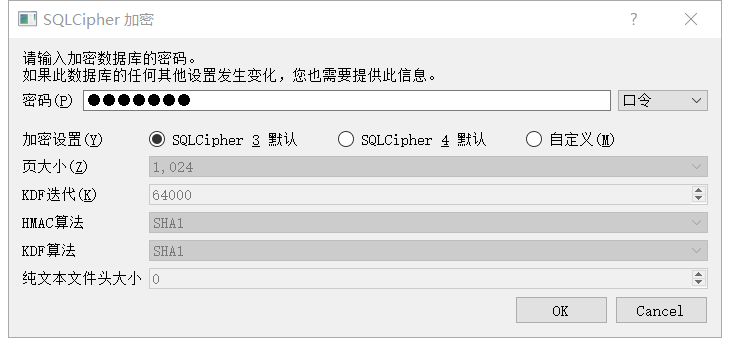 SQLCipher 加密
请输入加密数据库的密码。
如果此数据库的任何其他设置发生变化，您也需要提供此信息。
密码(P) ●●●●●●● 口令
加密设置(Y) SQLCipher 3 默认 SQLCipher 4 默认 自定义(M)
页大小(Z) 1,024
KDF迭代(K) 64000
HMAC算法 SHA1
KDF算法 SHA1
纯文本文件头大小 0
OK Cancel